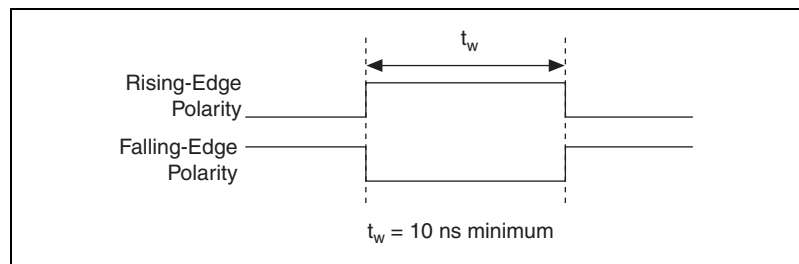 t_w
Rising-Edge
Polarity
Falling-Edge
Polarity
t_w = 10 ns minimum